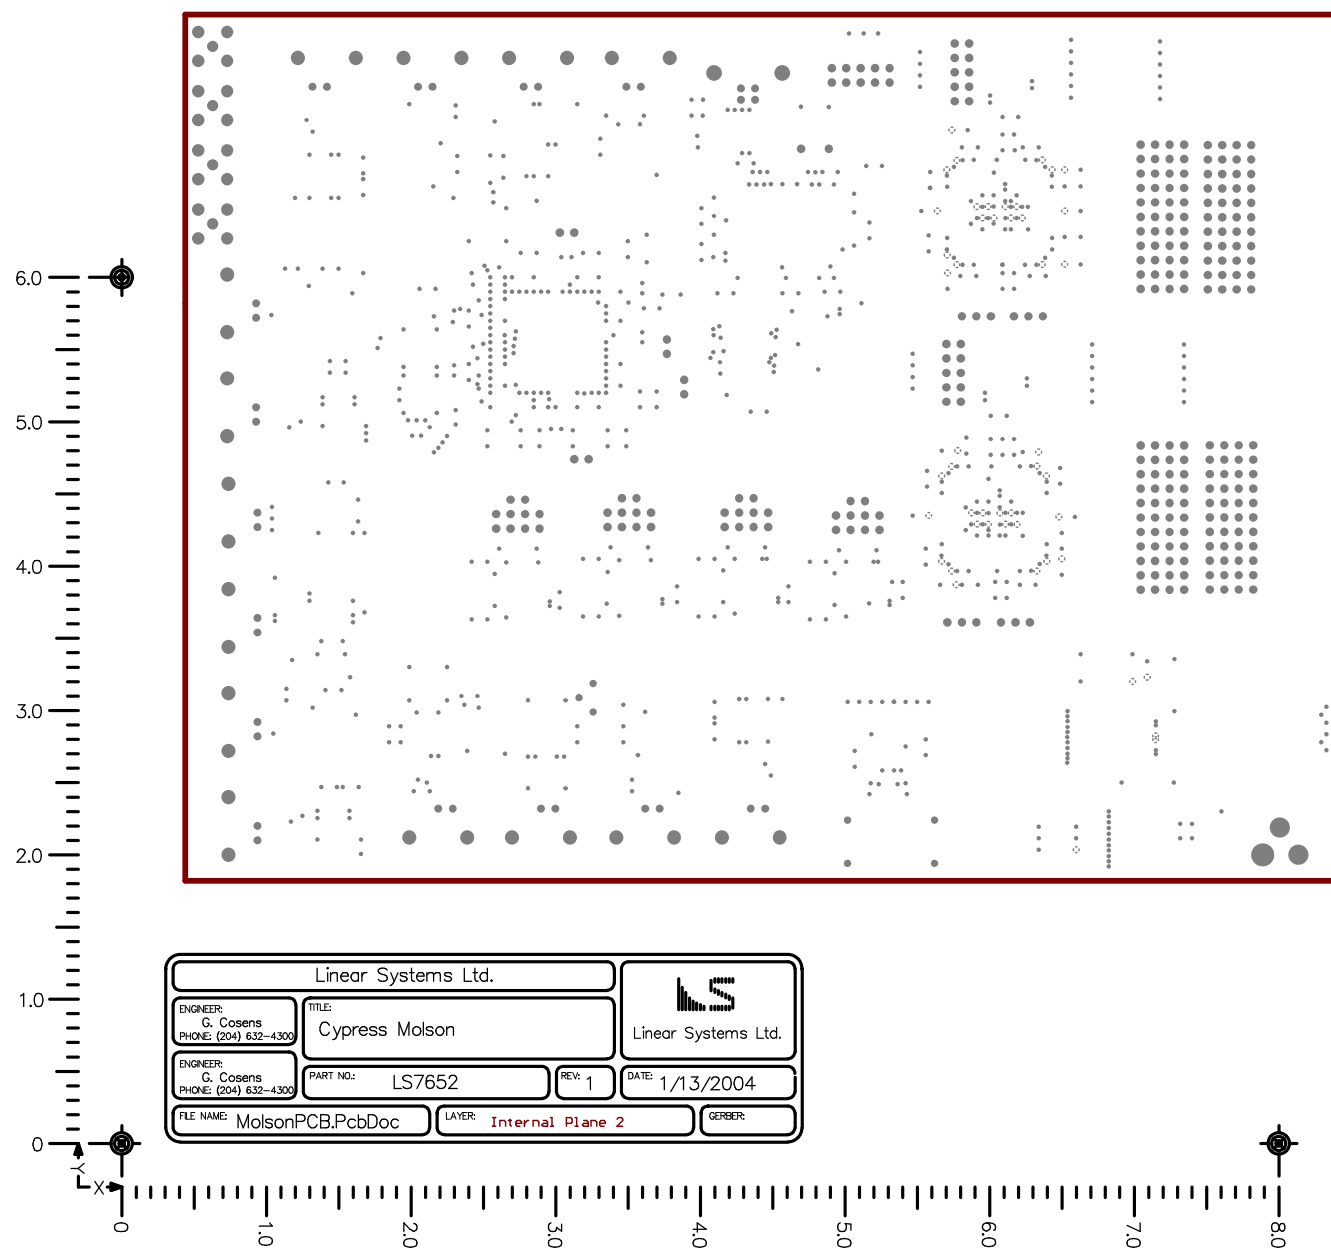 6.0
5.0
4.0
3.0
2.0
1.0
0
Y
X
0
1.0
2.0
3.0
4.0
5.0
6.0
7.0
8.0
Linear Systems Ltd.
ENGINEER:
G. Cosens
PHONE: (204) 632-4300
TITLE:
Cypress Molson
LS
Linear Systems Ltd.
ENGINEER:
G. Cosens
PHONE: (204) 632-4300
PART NO.: LS7652
REV: 1
DATE: 1/13/2004
FILE NAME: MolsonPCB.PcbDoc
LAYER: Internal Plane 2
GERBER: